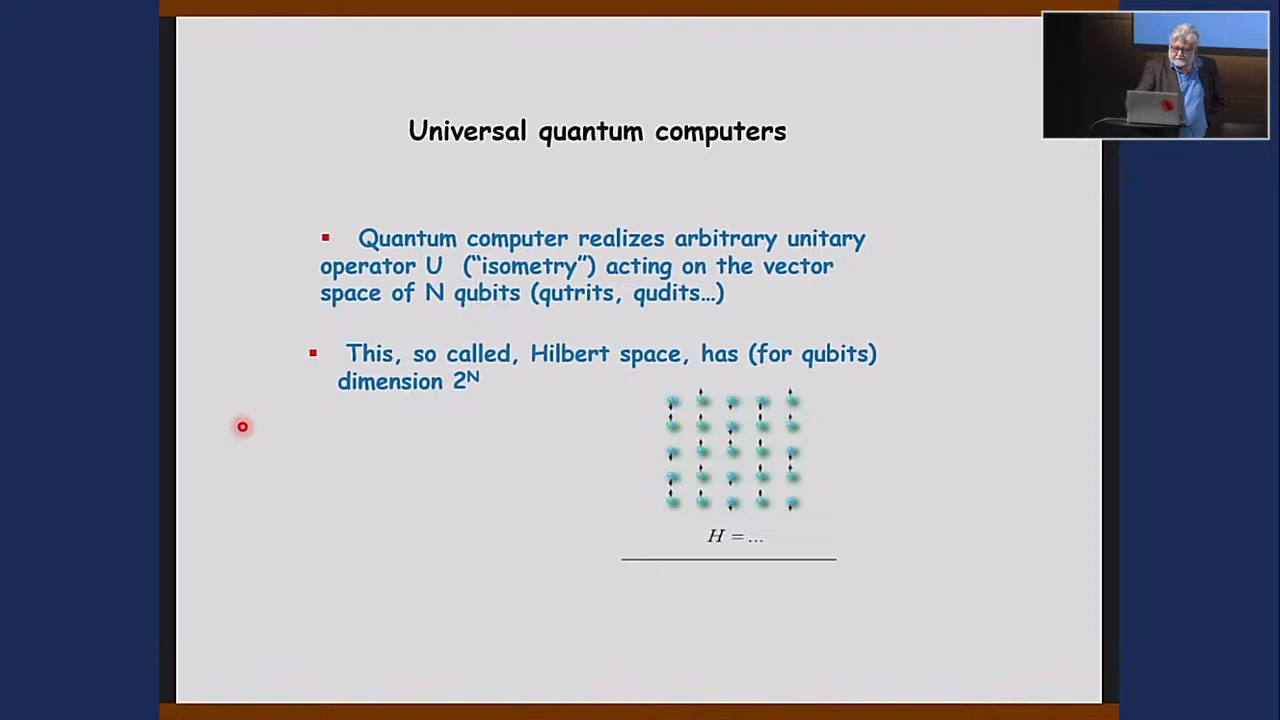 Universal quantum computers
Quantum computer realizes arbitrary unitary
operator U ("isometry") acting on the vector
space of N qubits (qutrits, qudits…)
This, so called, Hilbert space, has (for qubits)
dimension 2ᴺ
H = ...